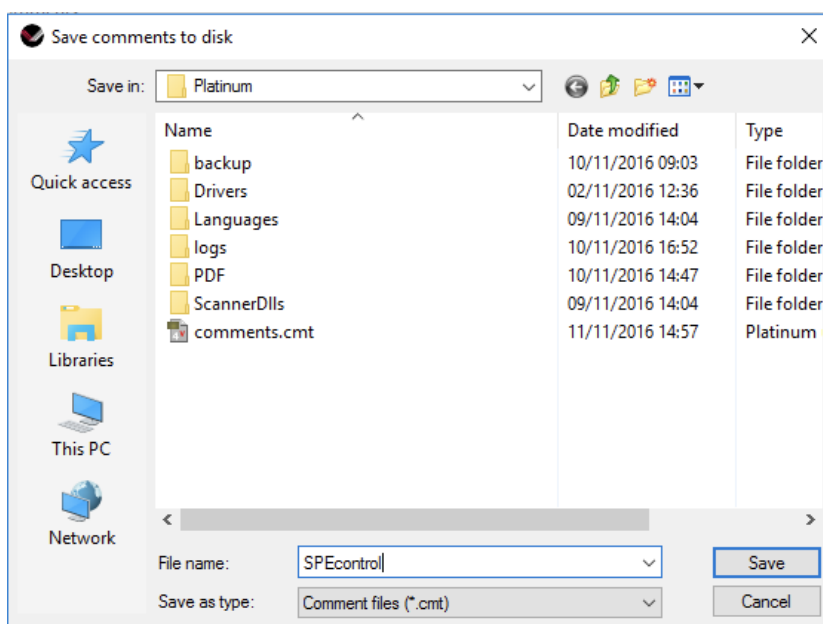 Save comments to disk
Save in: Platinum
Name Date modified Type
backup 10/11/2016 09:03 File folder
Drivers 02/11/2016 12:36 File folder
Languages 09/11/2016 14:04 File folder
logs 10/11/2016 16:52 File folder
PDF 10/11/2016 14:47 File folder
ScannerDlls 09/11/2016 14:04 File folder
comments.cmt 11/11/2016 14:57 Platinum
Quick access
Desktop
Libraries
This PC
Network
File name: SPEcontrol Save
Save as type: Comment files (*.cmt) Cancel